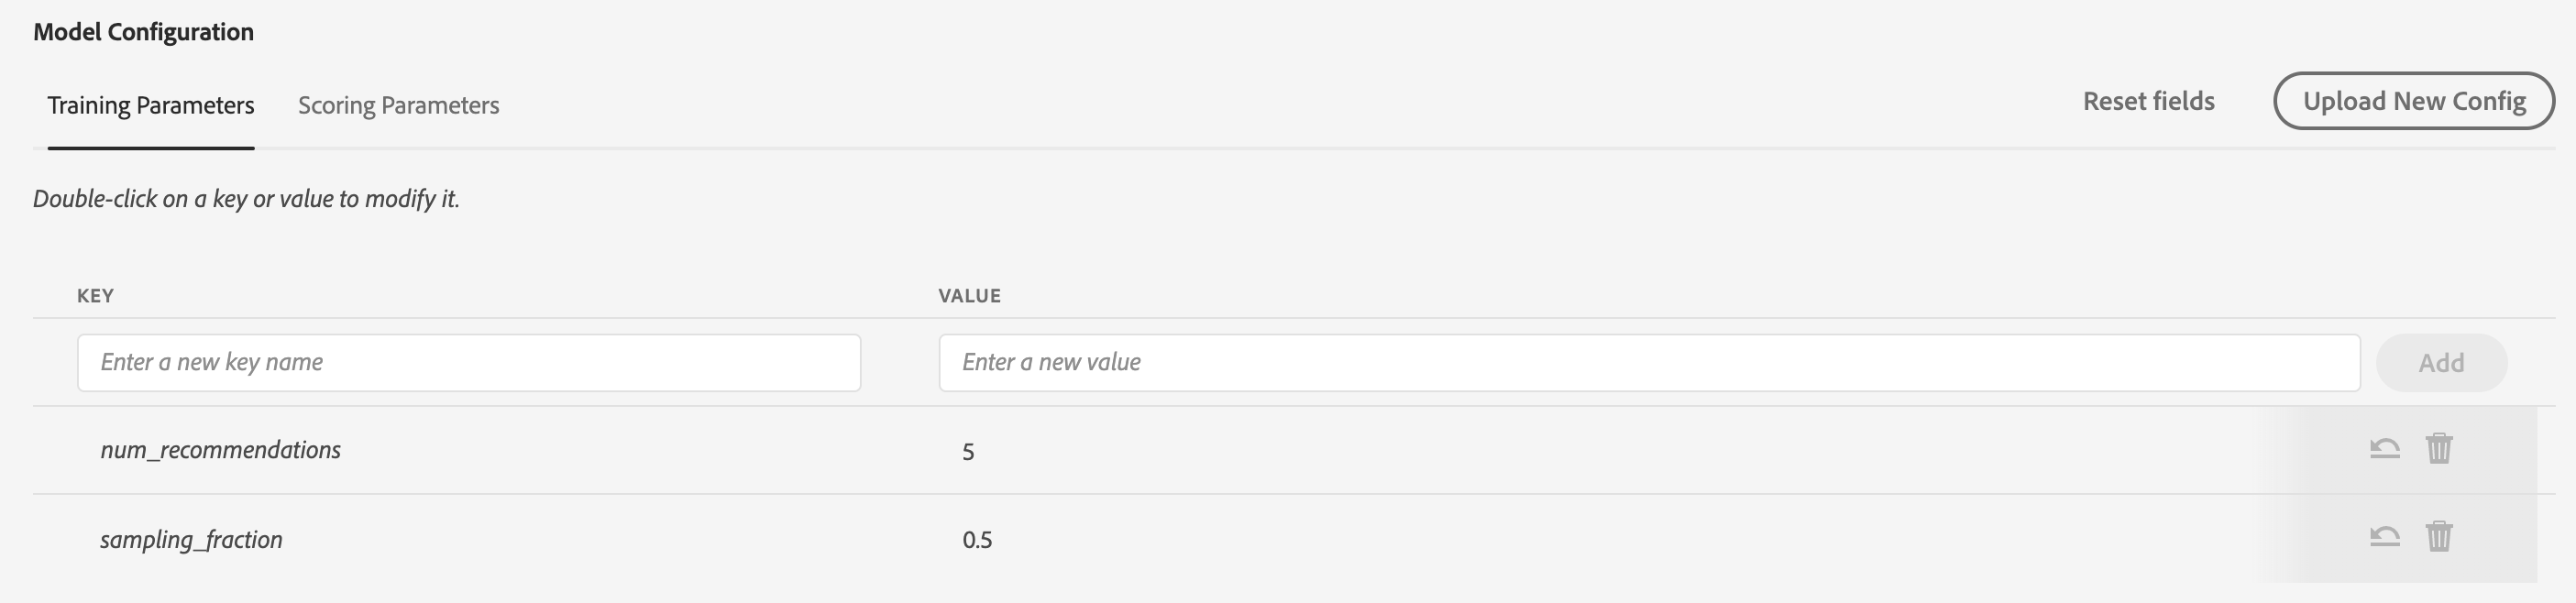 Model Configuration
Training Parameters Scoring Parameters Reset fields Upload New Config
Double-click on a key or value to modify it.
KEY VALUE
Enter a new key name Enter a new value Add
num_recommendations 5
sampling_fraction 0.5